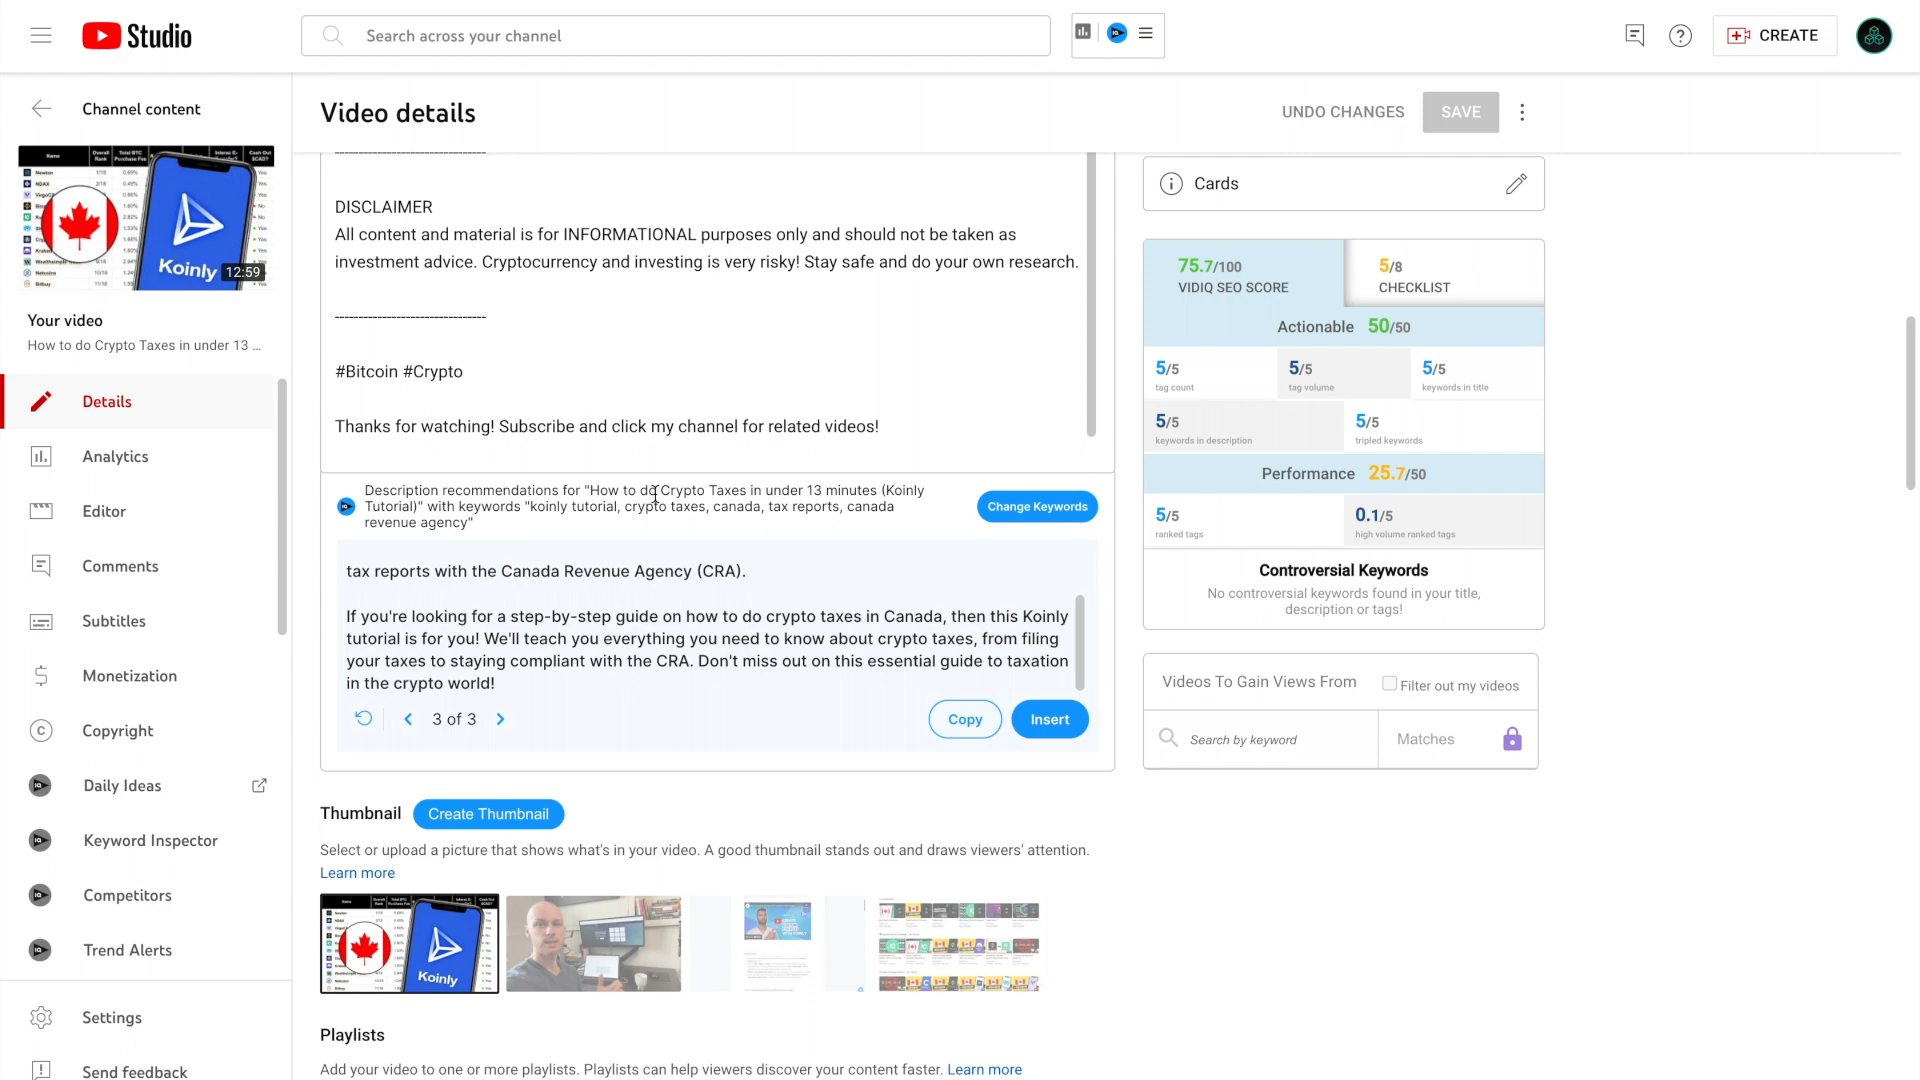 Studio
Search across your channel
CREATE
Channel content
Video details
UNDO CHANGES
SAVE
Name
Overall Rank
Total BTC Purchase Fee
Cash Out $CAD?
Newton
NDAX
Koinly
12:59
Your video
How to do Crypto Taxes in under 13 ...
Details
Analytics
Editor
Comments
Subtitles
Monetization
Copyright
Daily Ideas
Keyword Inspector
Competitors
Trend Alerts
Settings
Send feedback
--------------------------------
DISCLAIMER
All content and material is for INFORMATIONAL purposes only and should not be taken as
investment advice. Cryptocurrency and investing is very risky! Stay safe and do your own research.
--------------------------------
#Bitcoin #Crypto
Thanks for watching! Subscribe and click my channel for related videos!
Description recommendations for "How to do Crypto Taxes in under 13 minutes (Koinly
Tutorial)" with keywords "koinly tutorial, crypto taxes, canada, tax reports, canada
revenue agency"
Change Keywords
tax reports with the Canada Revenue Agency (CRA).
If you're looking for a step-by-step guide on how to do crypto taxes in Canada, then this Koinly
tutorial is for you! We'll teach you everything you need to know about crypto taxes, from filing
your taxes to staying compliant with the CRA. Don't miss out on this essential guide to taxation
in the crypto world!
3 of 3
Copy
Insert
Thumbnail
Create Thumbnail
Select or upload a picture that shows what's in your video. A good thumbnail stands out and draws viewers' attention.
Learn more
Koinly
Playlists
Add your video to one or more playlists. Playlists can help viewers discover your content faster. Learn more
Cards
75.7/100
VIDIQ SEO SCORE
5/8
CHECKLIST
Actionable 50/50
5/5
tag count
5/5
tag volume
5/5
keywords in title
5/5
keywords in description
5/5
tripled keywords
Performance 25.7/50
5/5
ranked tags
0.1/5
high volume ranked tags
Controversial Keywords
No controversial keywords found in your title,
description or tags!
Videos To Gain Views From
Filter out my videos
Search by keyword
Matches